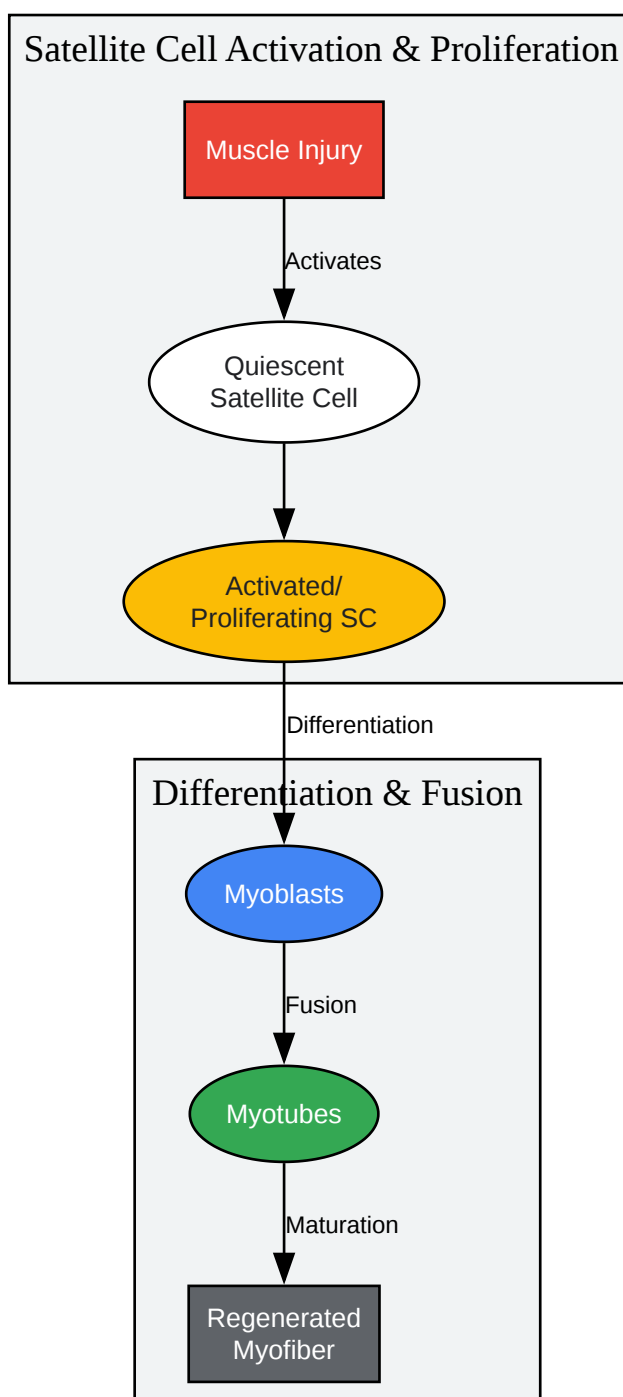 Satellite Cell Activation & Proliferation
Muscle Injury
Activates
Quiescent
Satellite Cell
Activated/
Proliferating SC
Differentiation
Differentiation & Fusion
Myoblasts
Fusion
Myotubes
Maturation
Regenerated
Myofiber